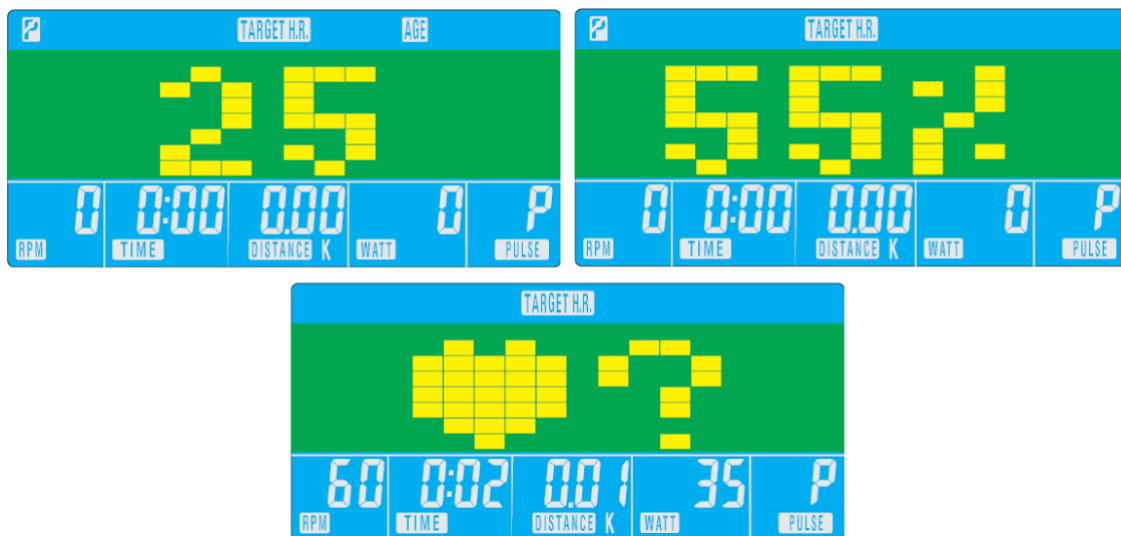 P TARGET H.R. AGE
25
0 0:00 0.00 0 P
RPM TIME DISTANCE K WATT PULSE
P TARGET H.R.
55%
0 0:00 0.00 0 P
RPM TIME DISTANCE K WATT PULSE
TARGET H.R.
?
60 0:02 0.01 35 P
RPM TIME DISTANCE K WATT PULSE